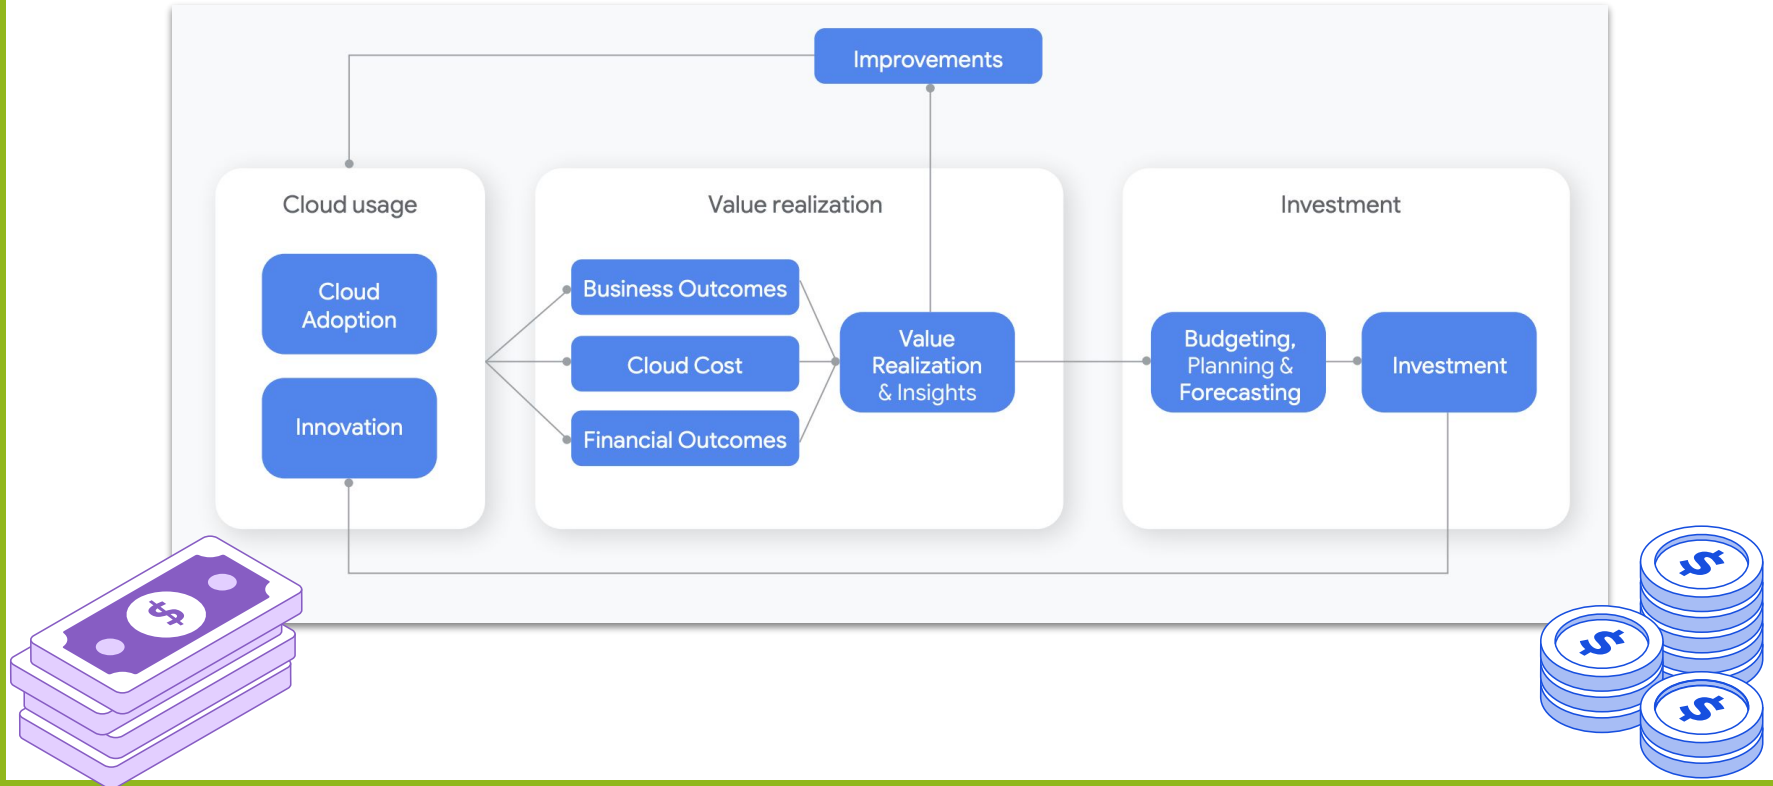 Improvements
Cloud usage
Cloud
Adoption
Innovation
Value realization
Business Outcomes
Cloud Cost
Financial Outcomes
Value
Realization
& Insights
Investment
Budgeting,
Planning &
Forecasting
Investment
$
$
$
$